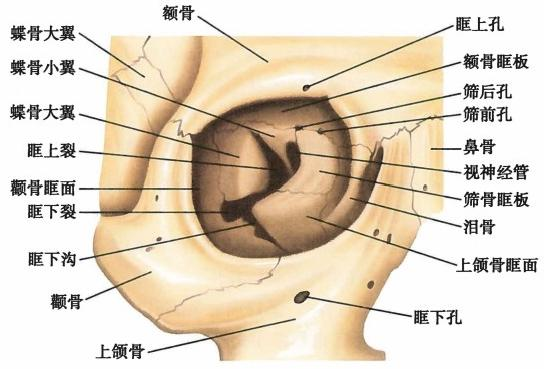 额骨
眶上孔
蝶骨大翼
蝶骨小翼
额骨眶板
筛后孔
蝶骨大翼
筛前孔
眶上裂
鼻骨
视神经管
颧骨眶面
筛骨眶板
眶下裂
泪骨
眶下沟
上颌骨眶面
颧骨
眶下孔
上颌骨